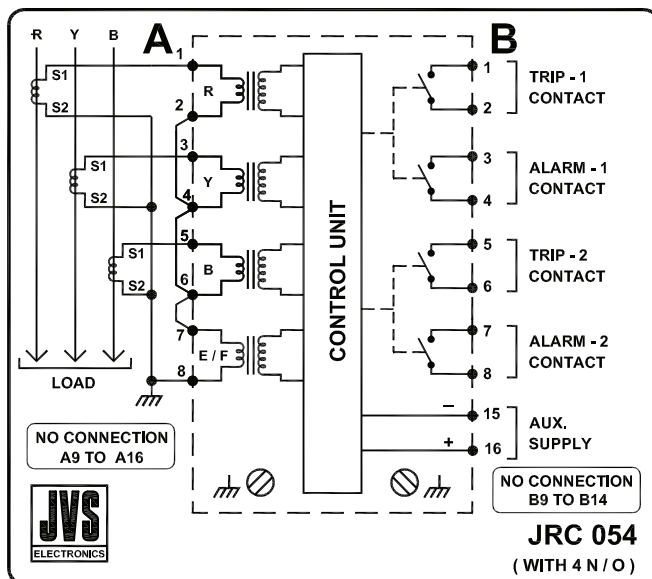 R Y B
A
B
1
2
3
4
5
6
7
8
S1
S2
S1
S2
S1
S2
R
Y
B
E / F
CONTROL UNIT
1
2
TRIP - 1
CONTACT
3
4
ALARM - 1
CONTACT
5
6
TRIP - 2
CONTACT
7
8
ALARM - 2
CONTACT
– 15
+ 16
AUX.
SUPPLY
LOAD
NO CONNECTION
A9 TO A16
NO CONNECTION
B9 TO B14
JVS
ELECTRONICS
JRC 054
( WITH 4 N / O )